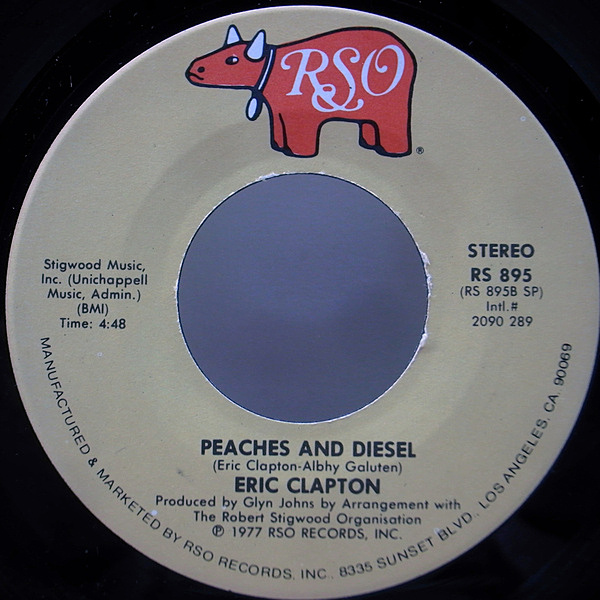 RSO
®
Stigwood Music,
Inc. (Unichappell
Music, Admin.)
(BMI)
Time: 4:48
STEREO
RS 895
(RS 895B SP)
Intl.#
2090 289
PEACHES AND DIESEL
(Eric Clapton-Albhy Galuten)
ERIC CLAPTON
Produced by Glyn Johns by Arrangement with
The Robert Stigwood Organisation
℗ 1977 RSO RECORDS, INC.
MANUFACTURED & MARKETED BY RSO RECORDS, INC., 8335 SUNSET BLVD., LOS ANGELES, CA. 90069